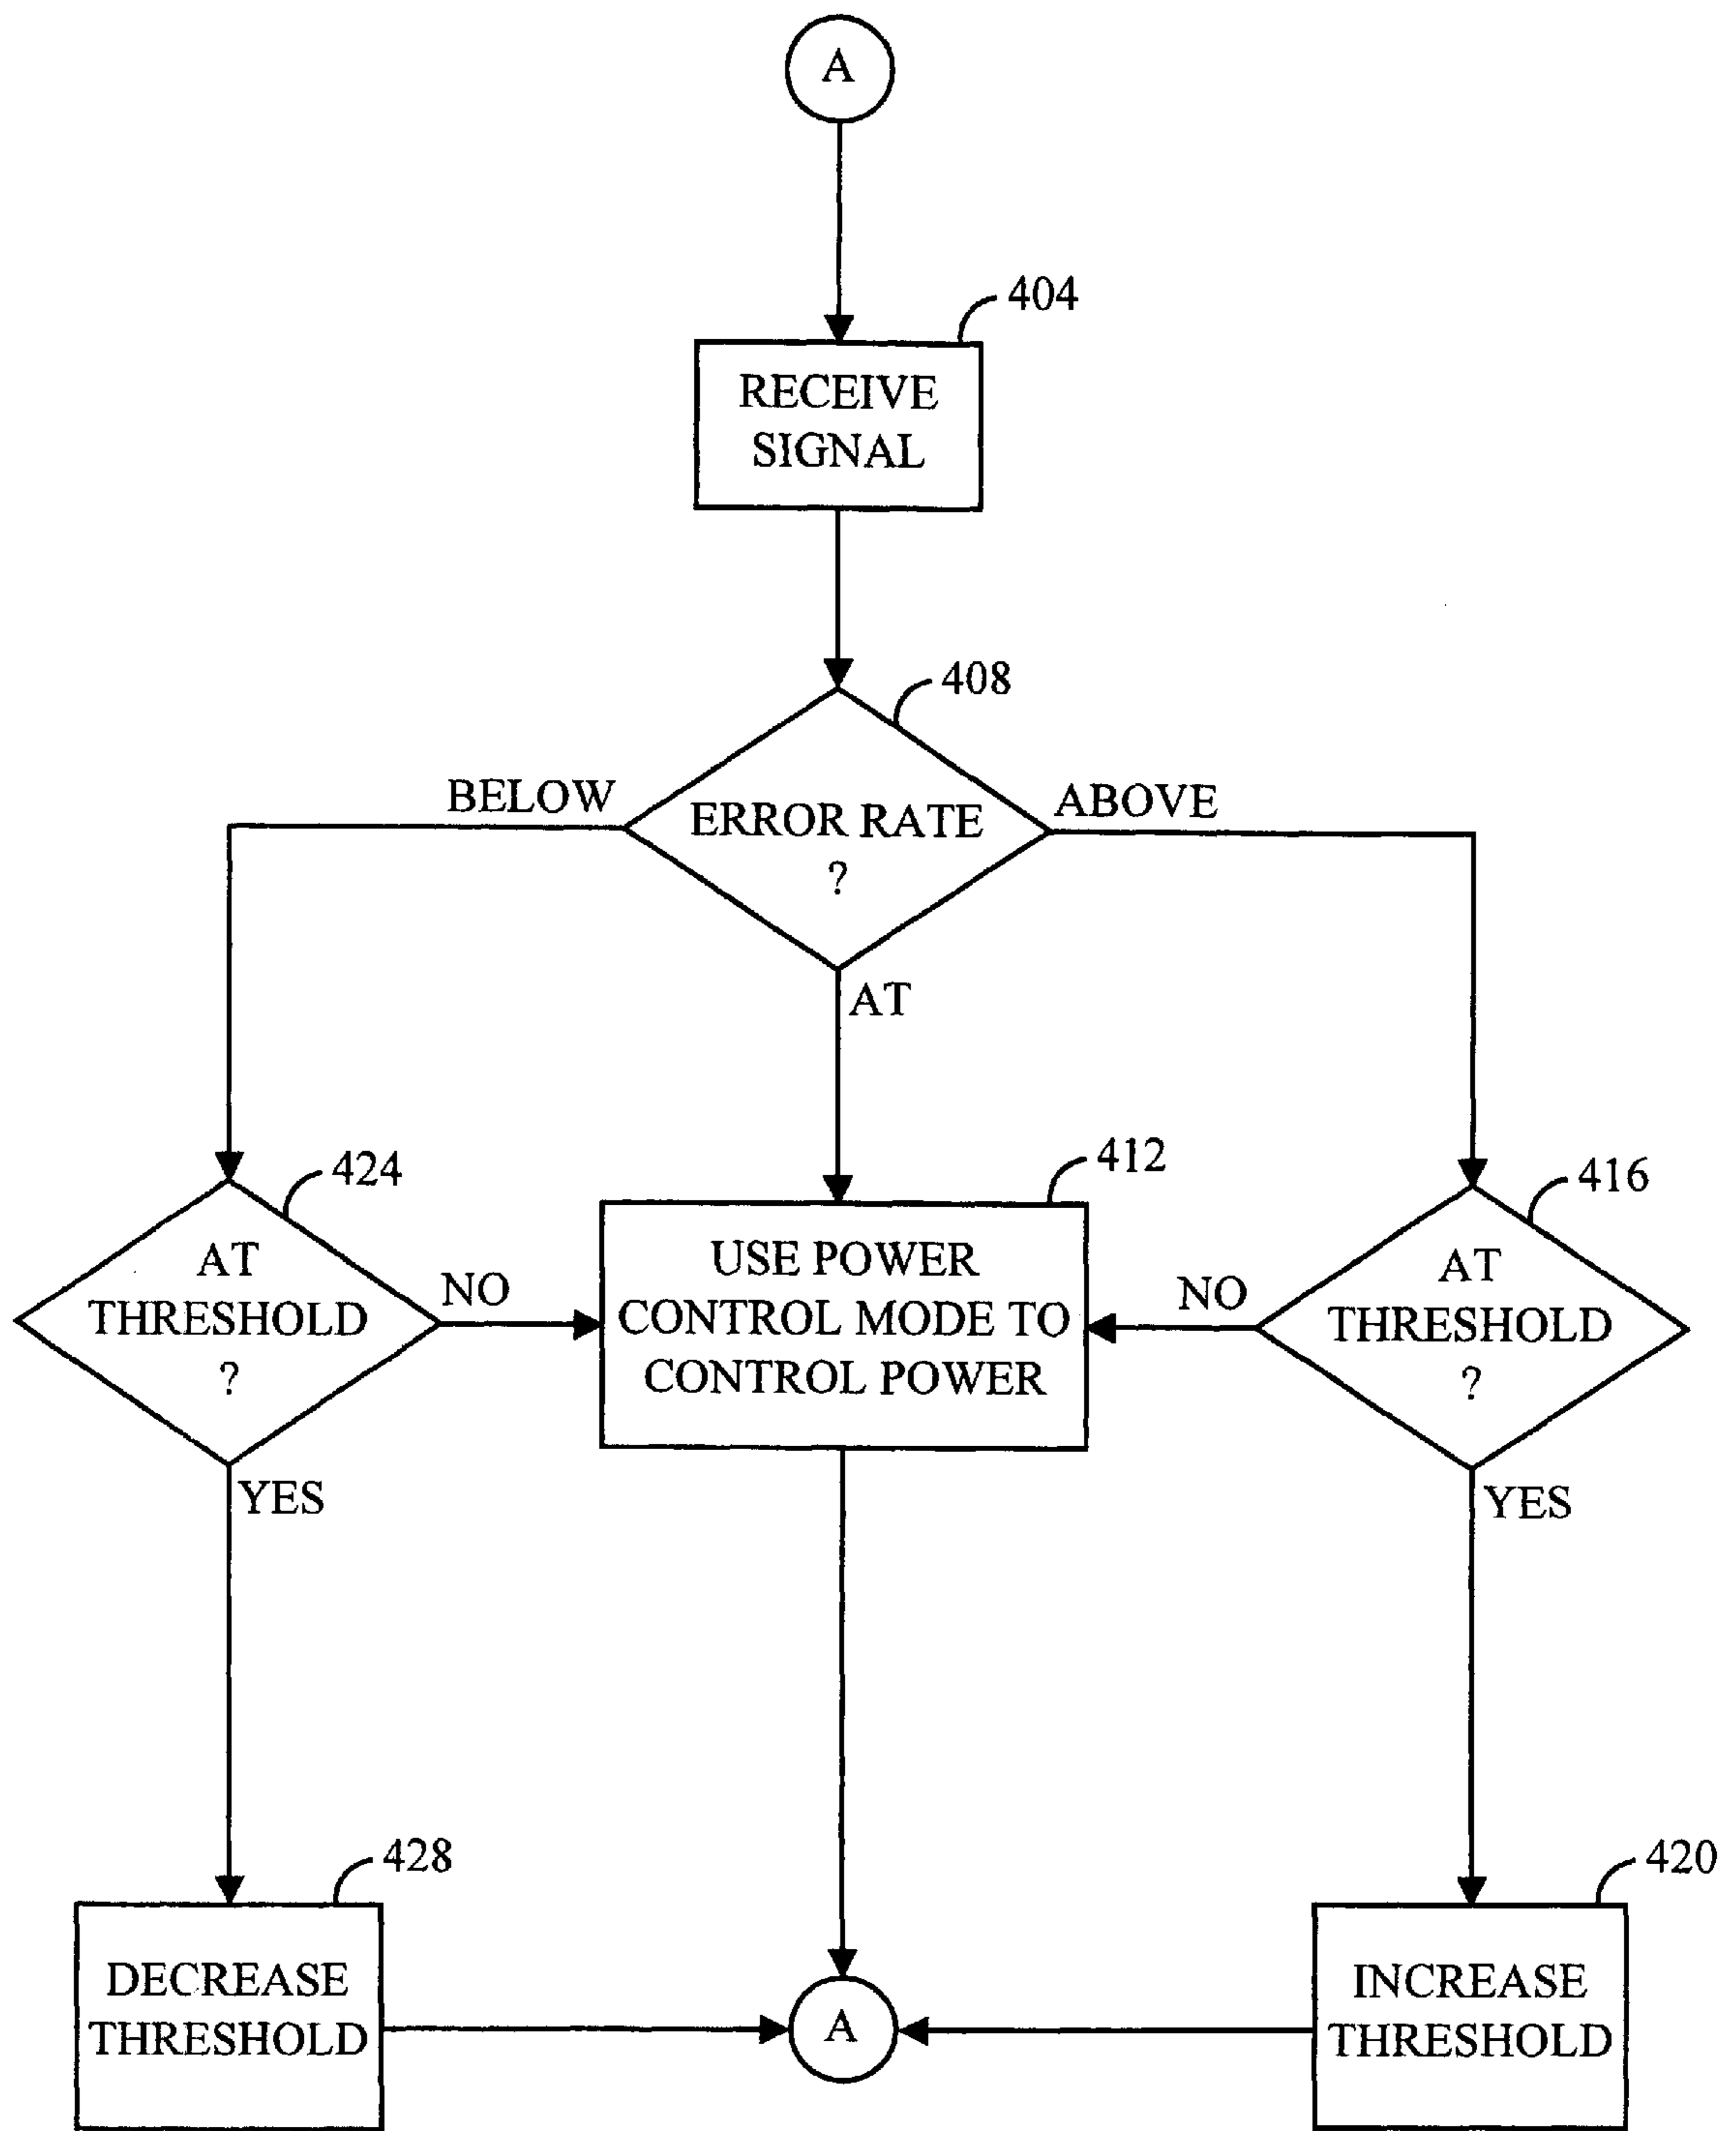 A
404
RECEIVE
SIGNAL
408
BELOW
ERROR RATE
?
ABOVE
AT
424
AT
THRESHOLD
?
NO
YES
412
USE POWER
CONTROL MODE TO
CONTROL POWER
416
NO
AT
THRESHOLD
?
YES
428
DECREASE
THRESHOLD
A
420
INCREASE
THRESHOLD